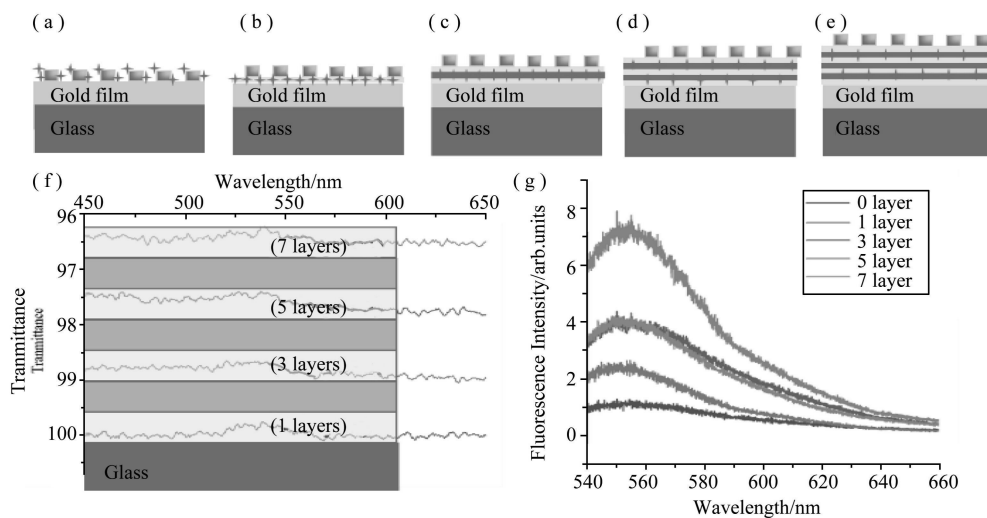 (a)
(b)
(c)
(d)
(e)
Gold film
Gold film
Gold film
Gold film
Gold film
Glass
Glass
Glass
Glass
Glass
(f)
Wavelength/nm
450 500 550 600 650
96
97
98
99
100
Tranmittance
Tranmittance
(7 layers)
(5 layers)
(3 layers)
(1 layers)
Glass
(g)
Fluorescence Intensity/arb.units
8
6
4
2
0
0 layer
1 layer
3 layer
5 layer
7 layer
540 560 580 600 620 640 660
Wavelength/nm